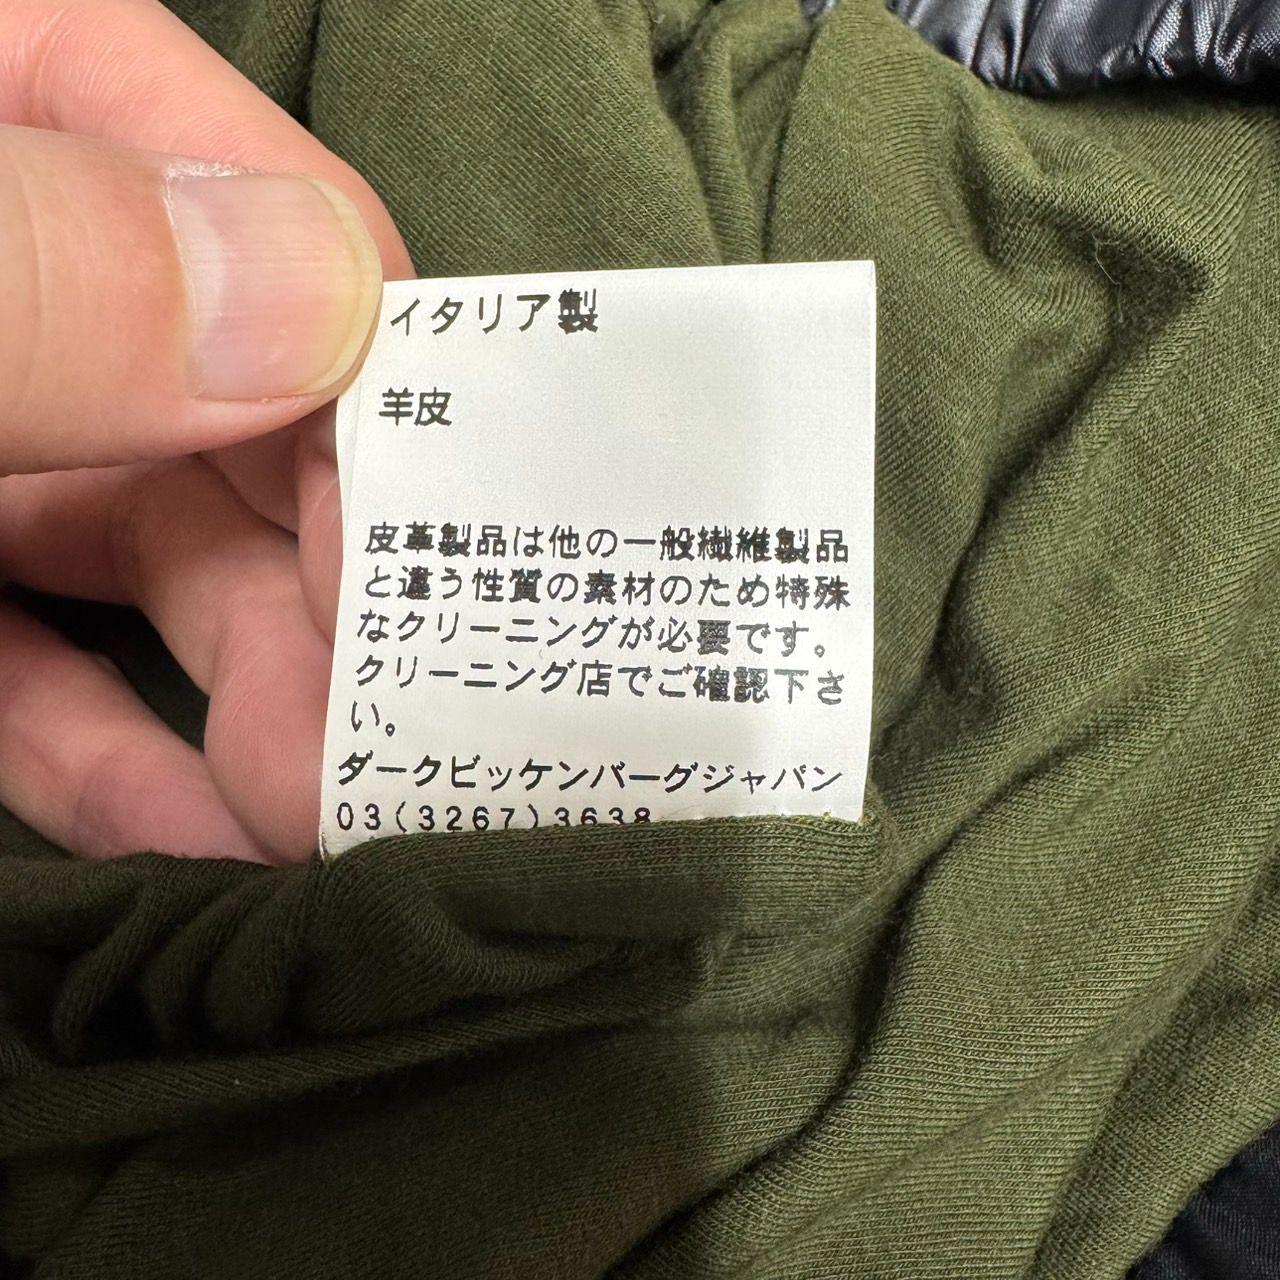 イタリア製
羊皮
皮革製品は他の一般繊維製品
と違う性質の素材のため特殊
なクリーニングが必要です。
クリーニング店でご確認下さ
い。
ダークビッケンバーグジャパン
03(3267)3638